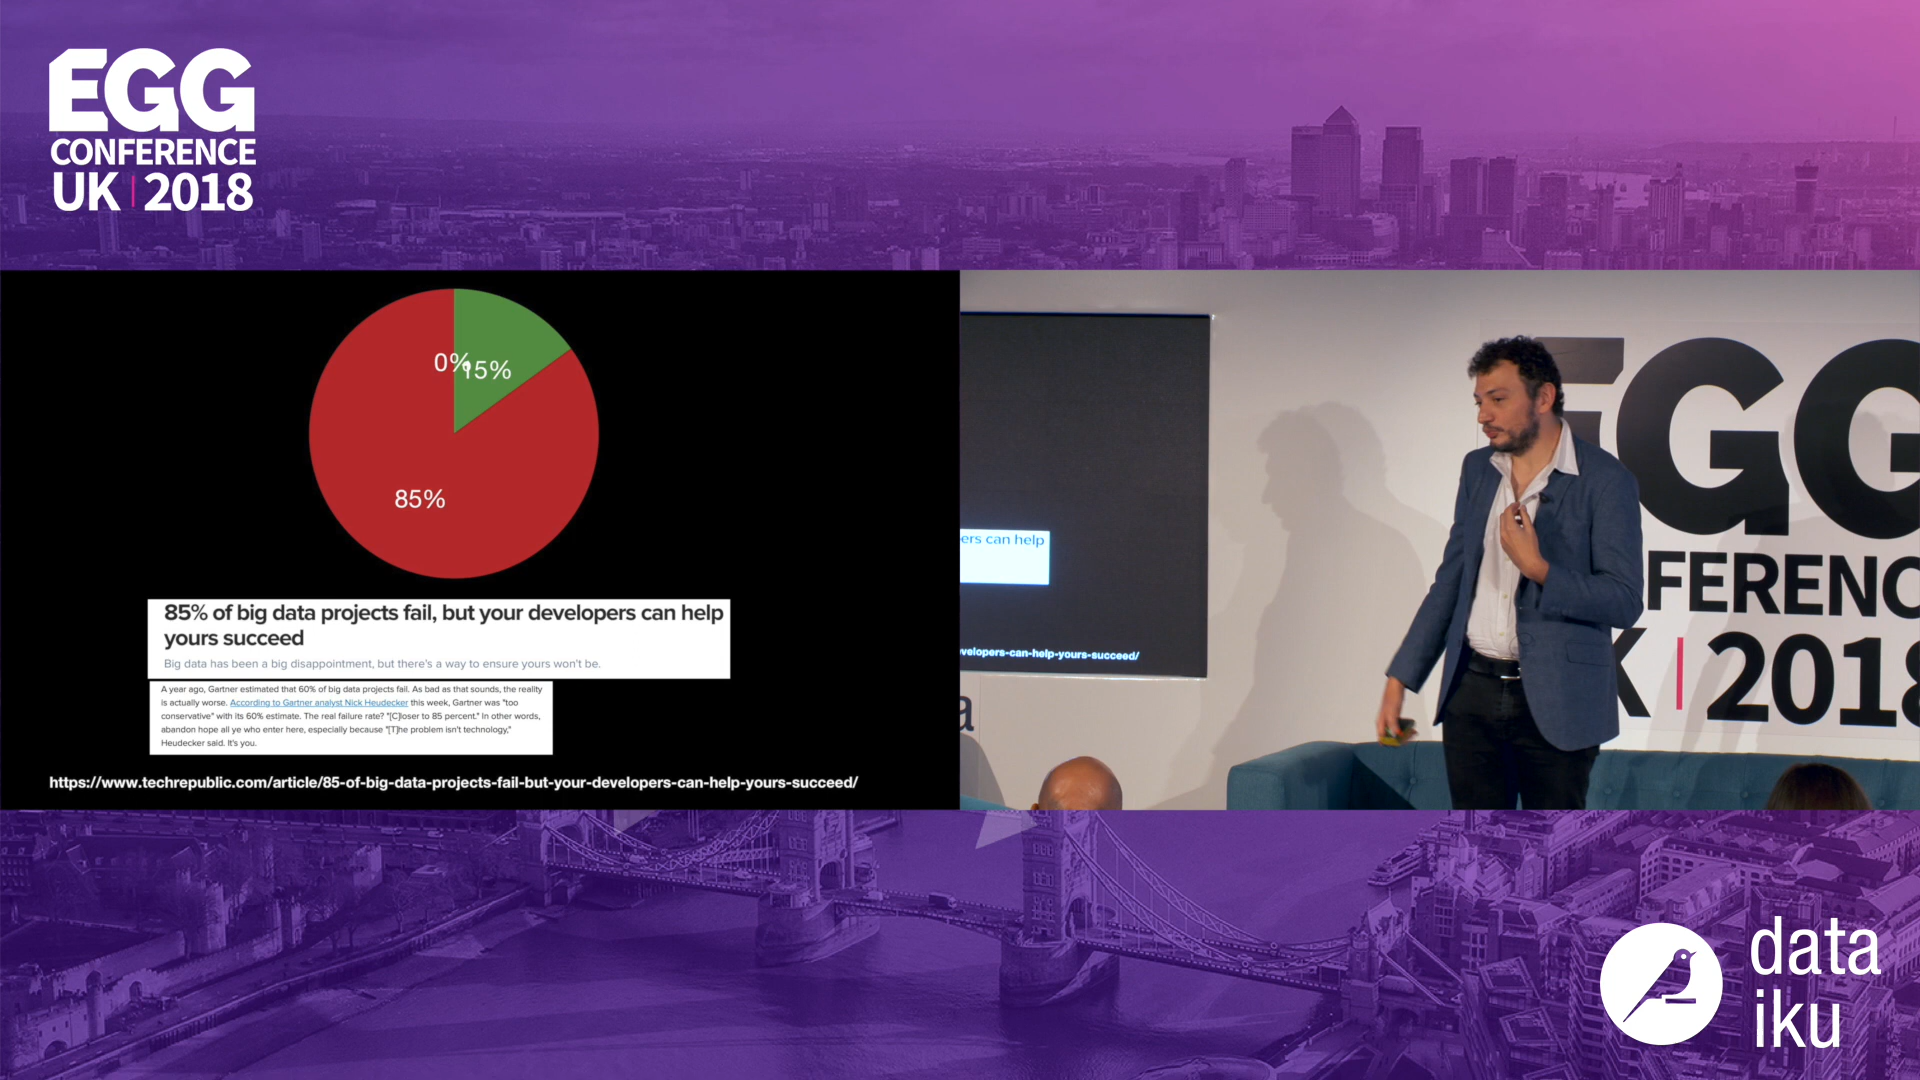 EGG
CONFERENCE
UK | 2018
0%
15%
85%
85% of big data projects fail, but your developers can help
yours succeed
Big data has been a big disappointment, but there's a way to ensure yours won't be.
A year ago, Gartner estimated that 60% of big data projects fail. As bad as that sounds, the reality
is actually worse. According to Gartner analyst Nick Heudecker this week, Gartner was "too
conservative" with its 60% estimate. The real failure rate? "[C]loser to 85 percent." In other words,
abandon hope all ye who enter here, especially because "[T]he problem isn't technology,"
Heudecker said. It's you.
https://www.techrepublic.com/article/85-of-big-data-projects-fail-but-your-developers-can-help-yours-succeed/
ers can help
velopers-can-help-yours-succeed/
a
EGG
FERENC
K | 2018
data
iku